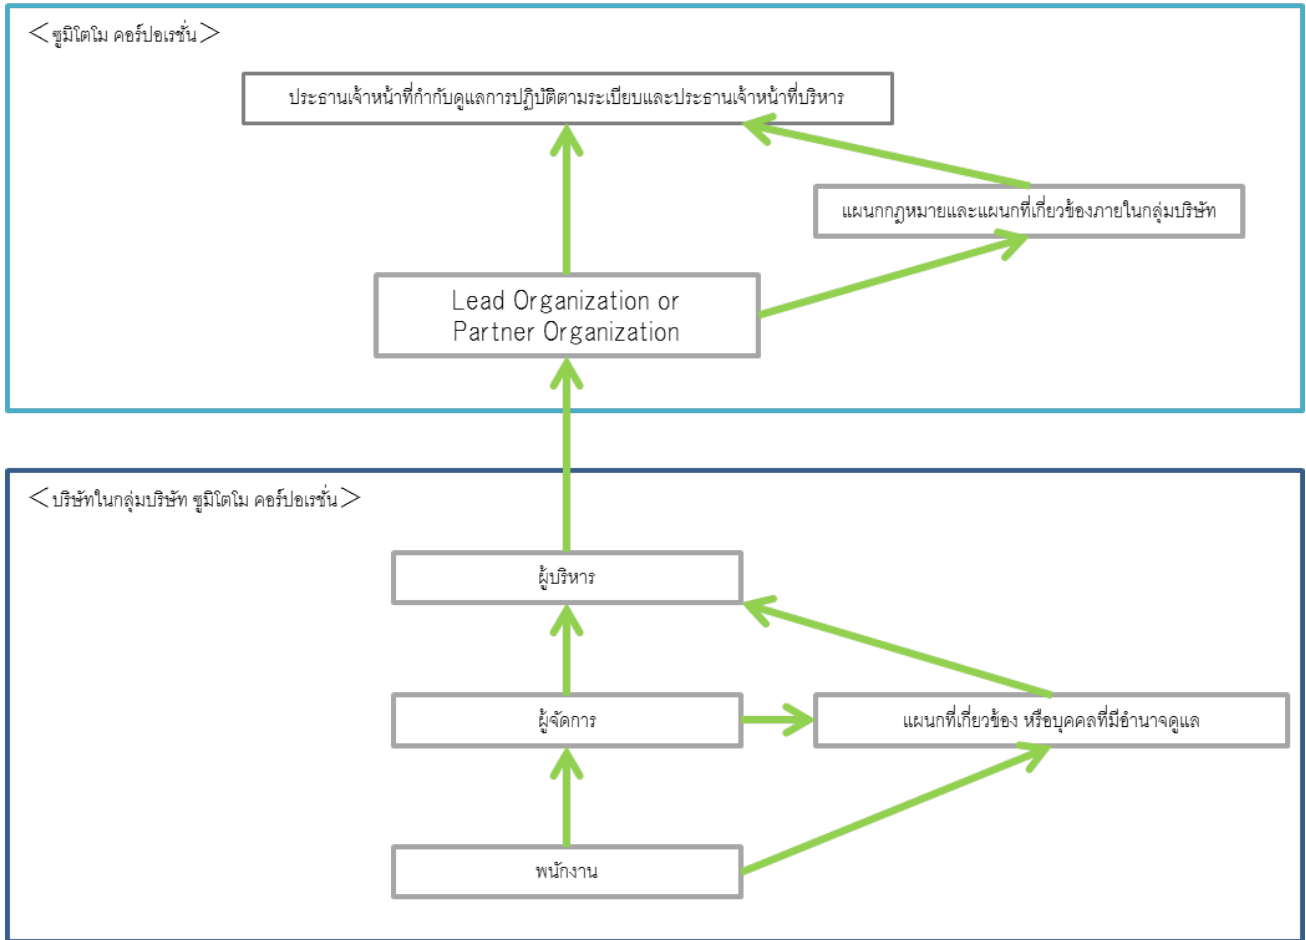 ＜ซูมิโตโม คอร์ปอเรชั่น＞
ประธานเจ้าหน้าที่กำกับดูแลการปฏิบัติตามระเบียบและประธานเจ้าหน้าที่บริหาร
แผนกกฎหมายและแผนกที่เกี่ยวข้องภายในกลุ่มบริษัท
Lead Organization or
Partner Organization
＜บริษัทในกลุ่มบริษัท ซูมิโตโม คอร์ปอเรชั่น＞
ผู้บริหาร
ผู้จัดการ
แผนกที่เกี่ยวข้อง หรือบุคคลที่มีอำนาจดูแล
พนักงาน